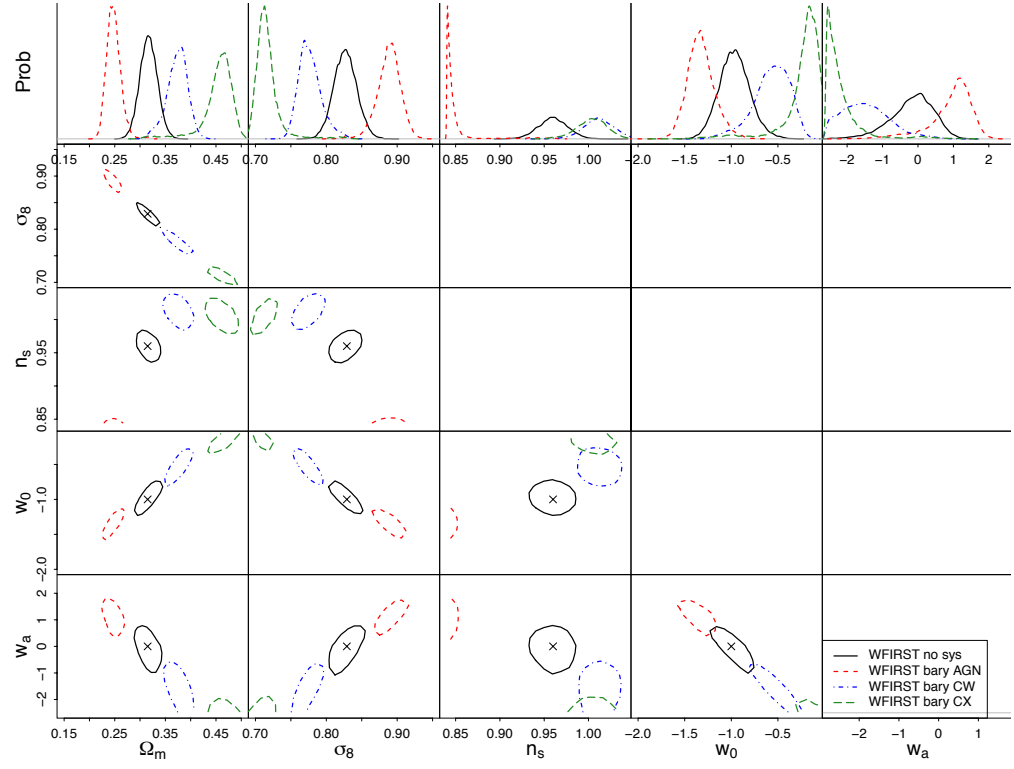 Prob
0.15 0.25 0.35 0.45 0.70 0.80 0.90 0.85 0.95 1.00 -2.0 -1.5 -1.0 -0.5 -2 -1 0 1 2
σ8
0.90
0.80
0.70
ns
0.95
0.85
w0
-1.0
-2.0
wa
2
1
0
1
2
WFIRST no sys
WFIRST bary AGN
WFIRST bary CW
WFIRST bary CX
0.15 0.25 0.35 0.45 0.70 0.80 0.90 0.85 0.95 1.00 -2.0 -1.5 -1.0 -0.5 -2 -1 0 1 2
Ωm σ8 ns w0 wa